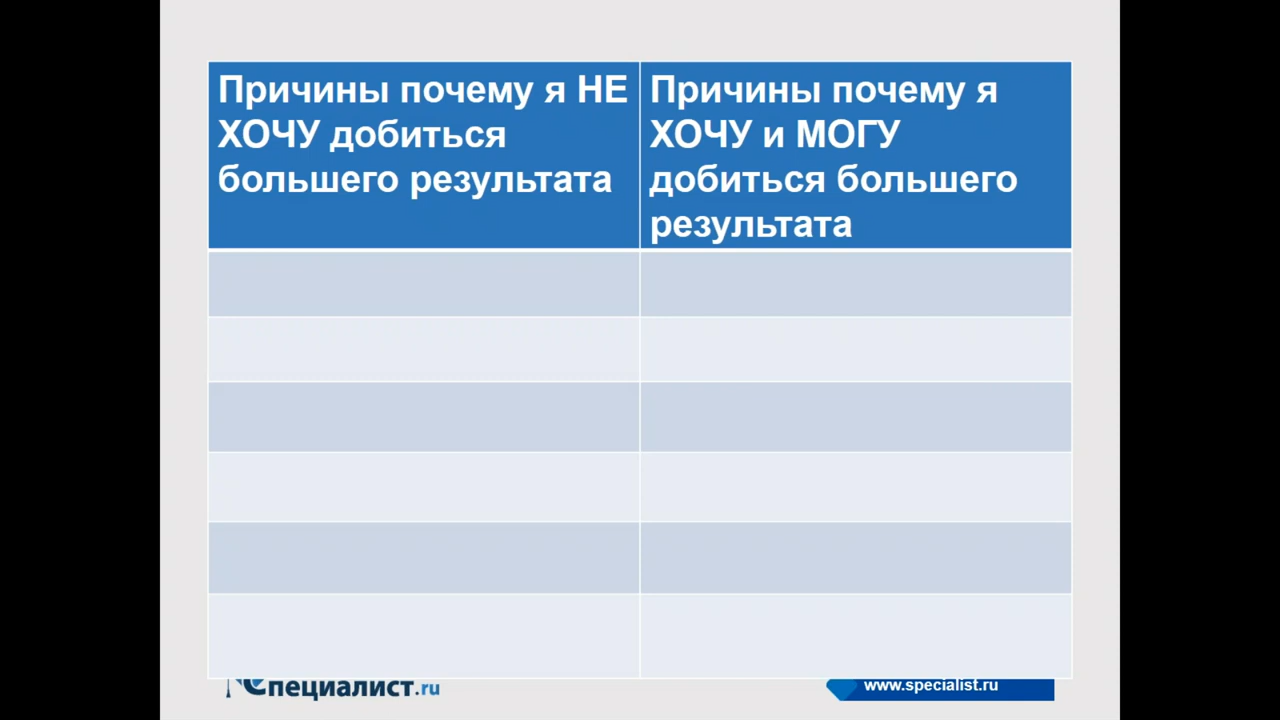 Причины почему я НЕ
ХОЧУ добиться
большего результата
Причины почему я
ХОЧУ и МОГУ
добиться большего
результата
Специалист.ru
www.specialist.ru